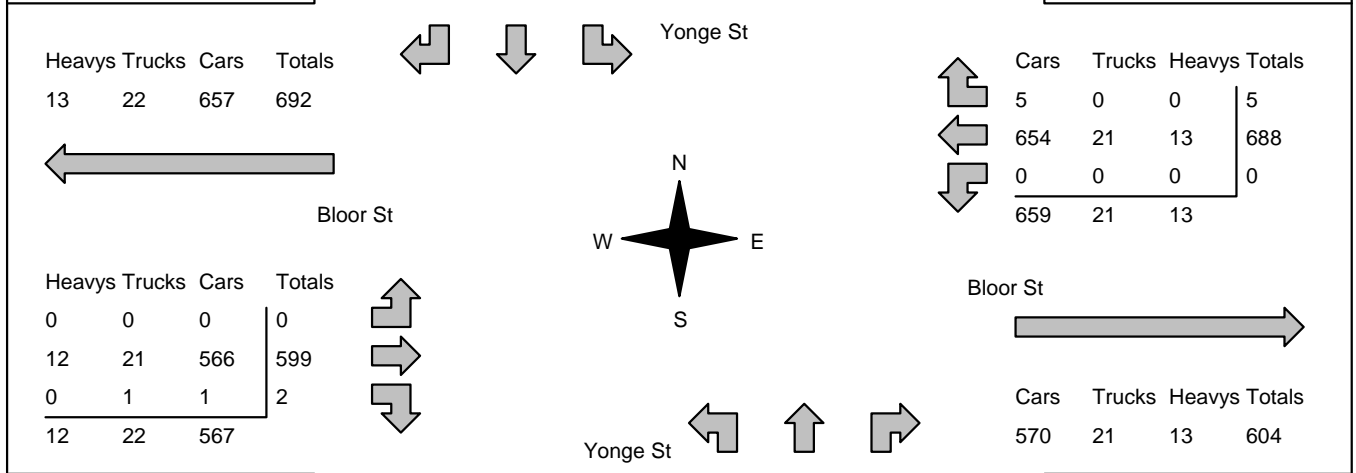 Yonge St
Heavys Trucks Cars Totals
13 22 657 692
Cars Trucks Heavys Totals
5 0 0 5
654 21 13 688
0 0 0 0
659 21 13
Bloor St
N
W E
S
Heavys Trucks Cars Totals
0 0 0 0
12 21 566 599
0 1 1 2
12 22 567
Bloor St
Cars Trucks Heavys Totals
570 21 13 604
Yonge St